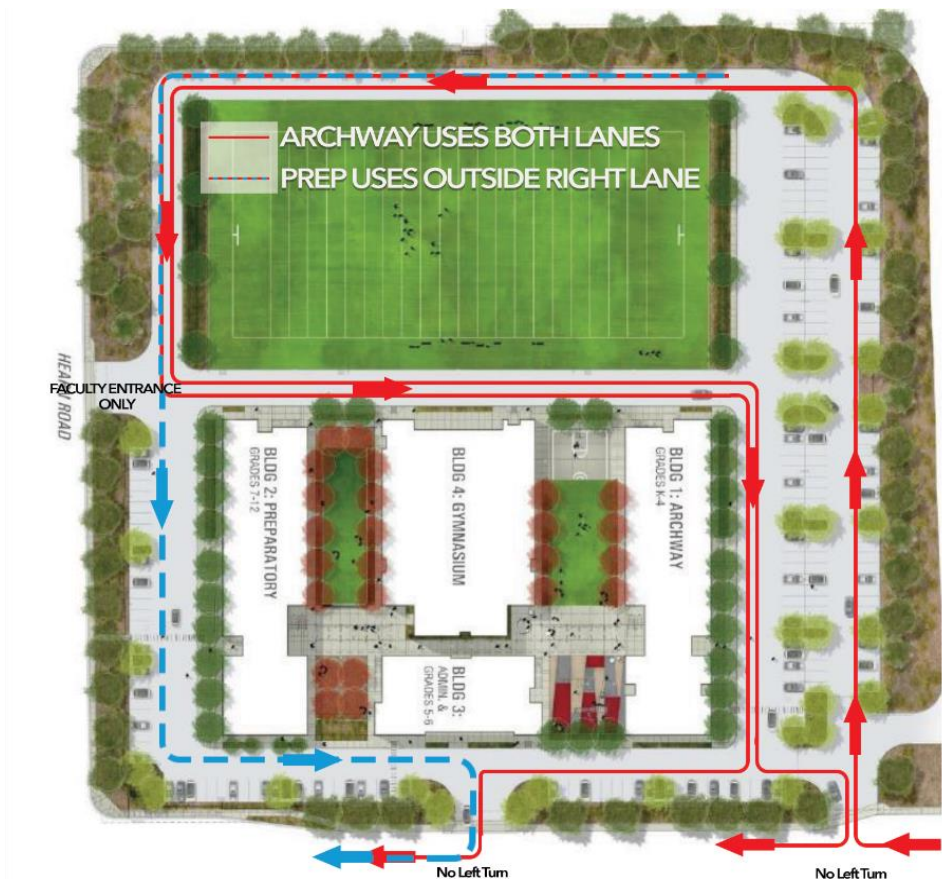 ARCHWAY USES BOTH LANES
PREP USES OUTSIDE RIGHT LANE
HEARN ROAD
FACULTY ENTRANCE
ONLY
BLDG 2: PREPARATORY
GRADES 7-12
BLDG 4: GYMNASIUM
BLDG 1: ARCHWAY
GRADES K-4
BLDG 3:
ADMIN. &
GRADES 5-6
No Left Turn
No Left Turn